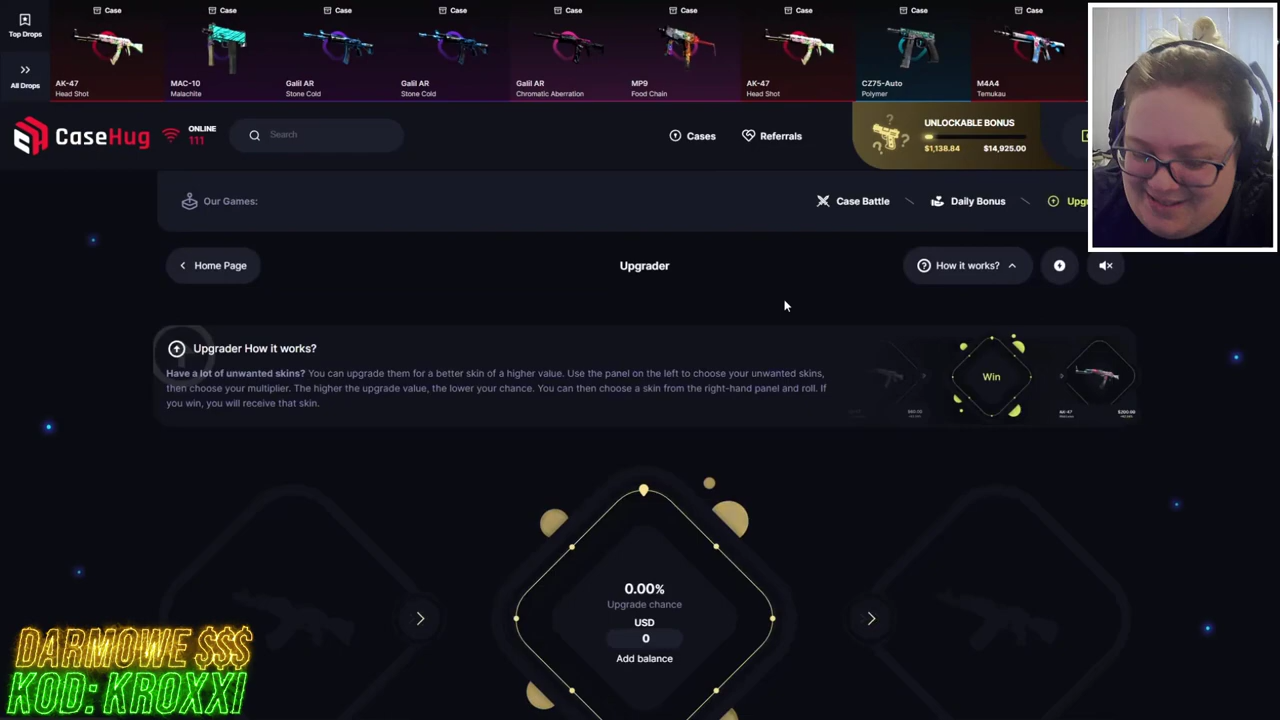 Top Drops
All Drops
Case Case Case Case Case Case Case Case Case
AK-47 MAC-10 Galil AR Galil AR Galil AR MP9 AK-47 CZ75-Auto M4A4
Head Shot Malachite Stone Cold Stone Cold Chromatic Aberration Food Chain Head Shot Polymer Temukau
CaseHug
ONLINE
111
Search
Cases
Referrals
UNLOCKABLE BONUS
$1,138.84 $14,925.00
Our Games:
Case Battle
Daily Bonus
Upg
Home Page
Upgrader
How it works?
Upgrader How it works?
Have a lot of unwanted skins? You can upgrade them for a better skin of a higher value. Use the panel on the left to choose your unwanted skins,
then choose your multiplier. The higher the upgrade value, the lower your chance. You can then choose a skin from the right-hand panel and roll. If
you win, you will receive that skin.
Win
AK-47
0.00%
Upgrade chance
USD
0
Add balance
DARMOWE $$$
KOD: KROXXI